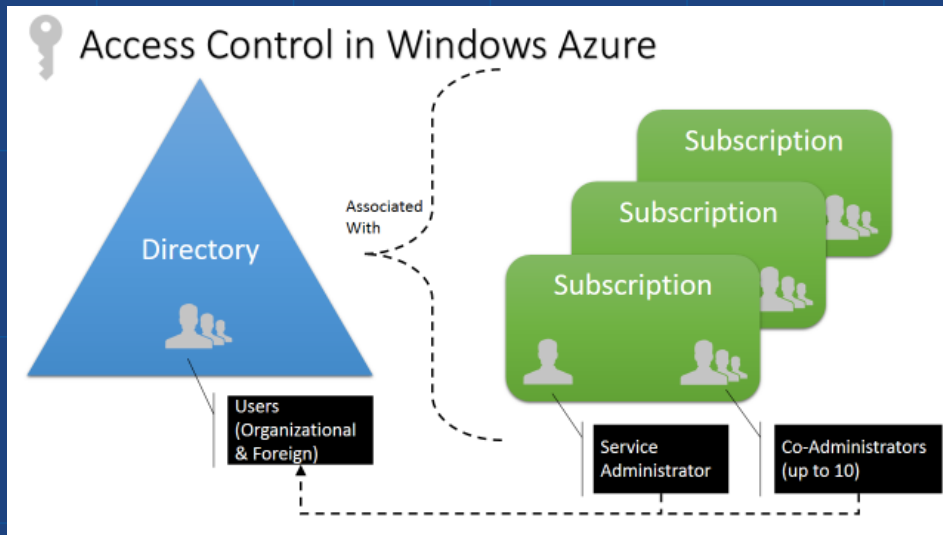 Access Control in Windows Azure
Directory
Users
(Organizational
& Foreign)
Associated
With
Subscription
Subscription
Subscription
Service
Administrator
Co-Administrators
(up to 10)